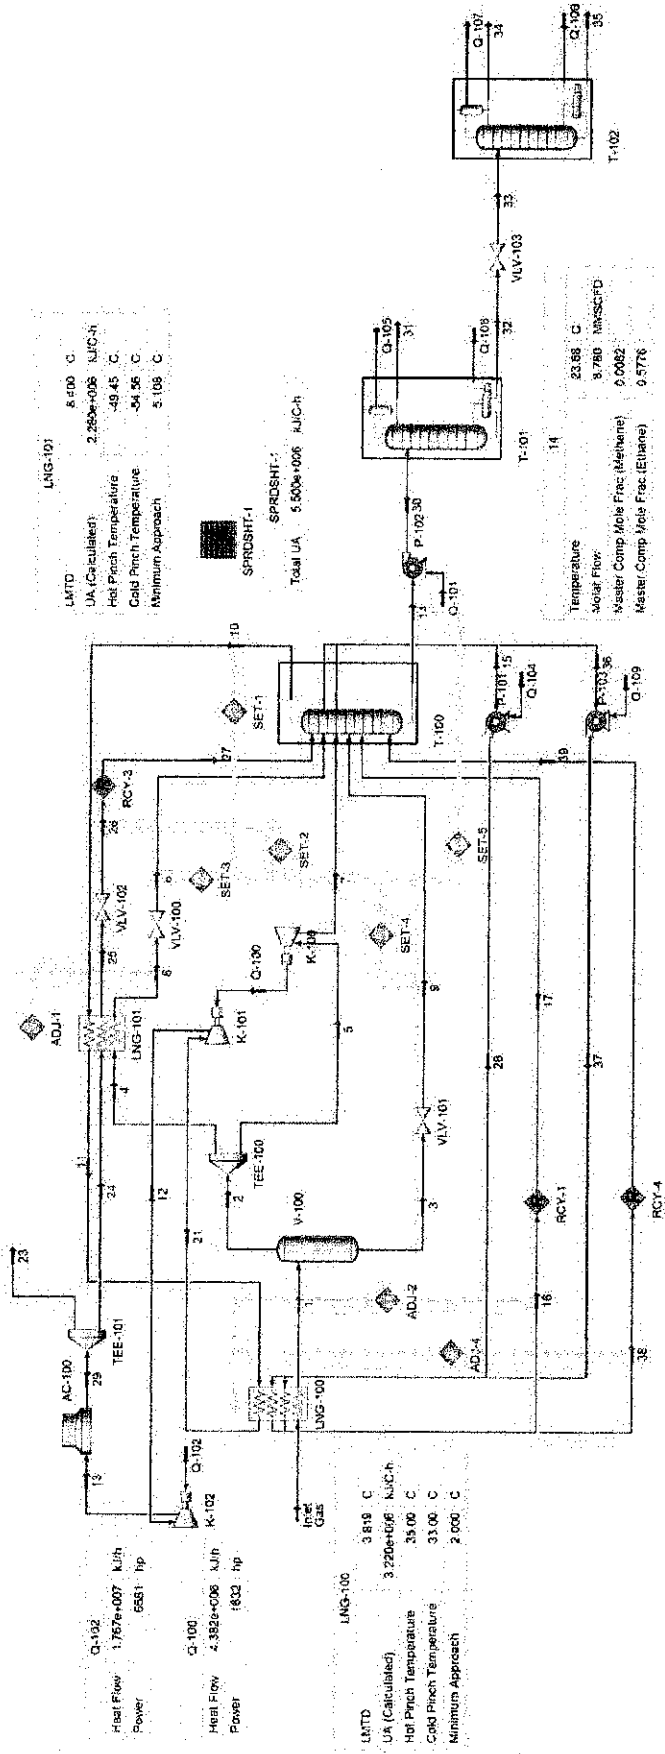 Q-102
Heat Flow 1.767e+007 kJ/h
Power 6581 hp
Q-100
Heat Flow 4.382e+006 kJ/h
Power 1632 hp
LNG-100
LMTD 3.819 C
UA (Calculated) 3.220e+006 kJ/C-h
Hot Pinch Temperature 35.00 C
Cold Pinch Temperature 33.00 C
Minimum Approach 2.000 C
23
AC-100
TEE-101
29
13
Q-102
K-102
Inlet
Gas
LNG-100
24
11
12
21
4
2
TEE-100
V-100
1
3
ADJ-1
ADJ-2
ADJ-4
LNG-101
25
VLV-102
26
RCY-3
6
VLV-100
8
SET-3
K-101
Q-100
K-100
5
7
SET-2
SET-4
VLV-101
9
27
SET-1
10
T-100
SET-5
28
37
16
RCY-1
17
38
RCY-4
39
P-101
15
Q-104
P-103
36
Q-109
LNG-101
LMTD 8.400 C
UA (Calculated) 2.280e+006 kJ/C-h
Hot Pinch Temperature -49.45 C
Cold Pinch Temperature -54.56 C
Minimum Approach 5.108 C
SPRDSHT-1
SPRDSHT-1
Total UA 5.500e+006 kJ/C-h
P-102
30
Q-101
T-101
Q-105
31
32
VLV-103
33
T-102
Q-107
34
35
14
Temperature 23.68 C
Molar Flow MMSCFD
Master Comp Mole Frac (Methane) 0.0082
Master Comp Mole Frac (Ethane) 0.5776